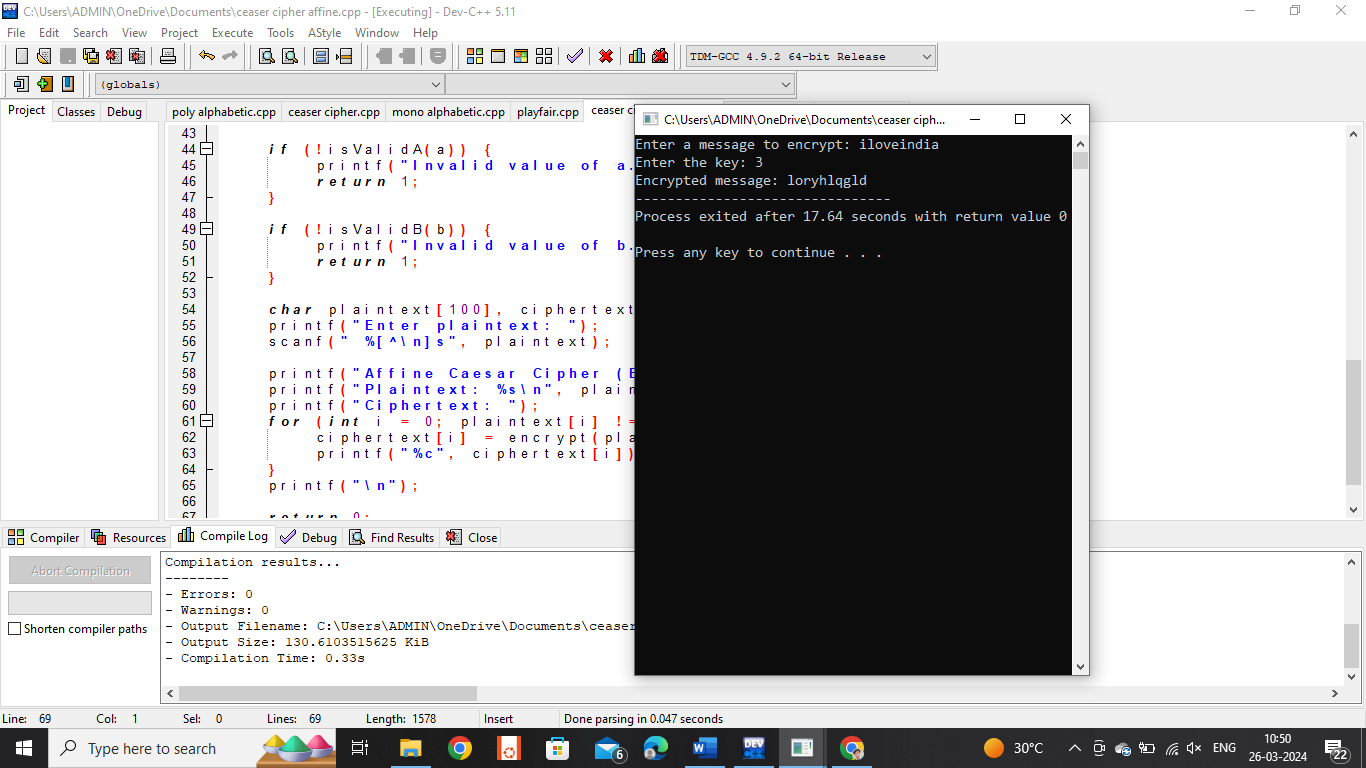 C:\Users\ADMIN\OneDrive\Documents\ceaser cipher affine.cpp - [Executing] - Dev-C++ 5.11
File Edit Search View Project Execute Tools AStyle Window Help
TDM-GCC 4.9.2 64-bit Release
(globals)
Project Classes Debug
poly alphabetic.cpp ceaser cipher.cpp mono alphabetic.cpp playfair.cpp ceaser ci
43
44 if (!isValidA(a)) {
45 printf("Invalid value of a.
46 return 1;
47 }
48
49 if (!isValidB(b)) {
50 printf("Invalid value of b.
51 return 1;
52 }
53
54 char plaintext[100], ciphertext
55 printf("Enter plaintext: ");
56 scanf(" %[^\n]s", plaintext);
57
58 printf("Affine Caesar Cipher (E
59 printf("Plaintext: %s\n", plain
60 printf("Ciphertext: ");
61 for (int i = 0; plaintext[i] !=
62 ciphertext[i] = encrypt(pla
63 printf("%c", ciphertext[i])
64 }
65 printf("\n");
66
67 return 0;
C:\Users\ADMIN\OneDrive\Documents\ceaser ciph...
Enter a message to encrypt: iloveindia
Enter the key: 3
Encrypted message: loryhlqgld
--------------------------------
Process exited after 17.64 seconds with return value 0
Press any key to continue . . .
Compiler Resources Compile Log Debug Find Results Close
Abort Compilation
Shorten compiler paths
Compilation results...
--------
- Errors: 0
- Warnings: 0
- Output Filename: C:\Users\ADMIN\OneDrive\Documents\ceaser
- Output Size: 130.6103515625 KiB
- Compilation Time: 0.33s
Line: 69 Col: 1 Sel: 0 Lines: 69 Length: 1578 Insert Done parsing in 0.047 seconds
Type here to search
6
DEV
30°C
ENG
10:50
26-03-2024
22